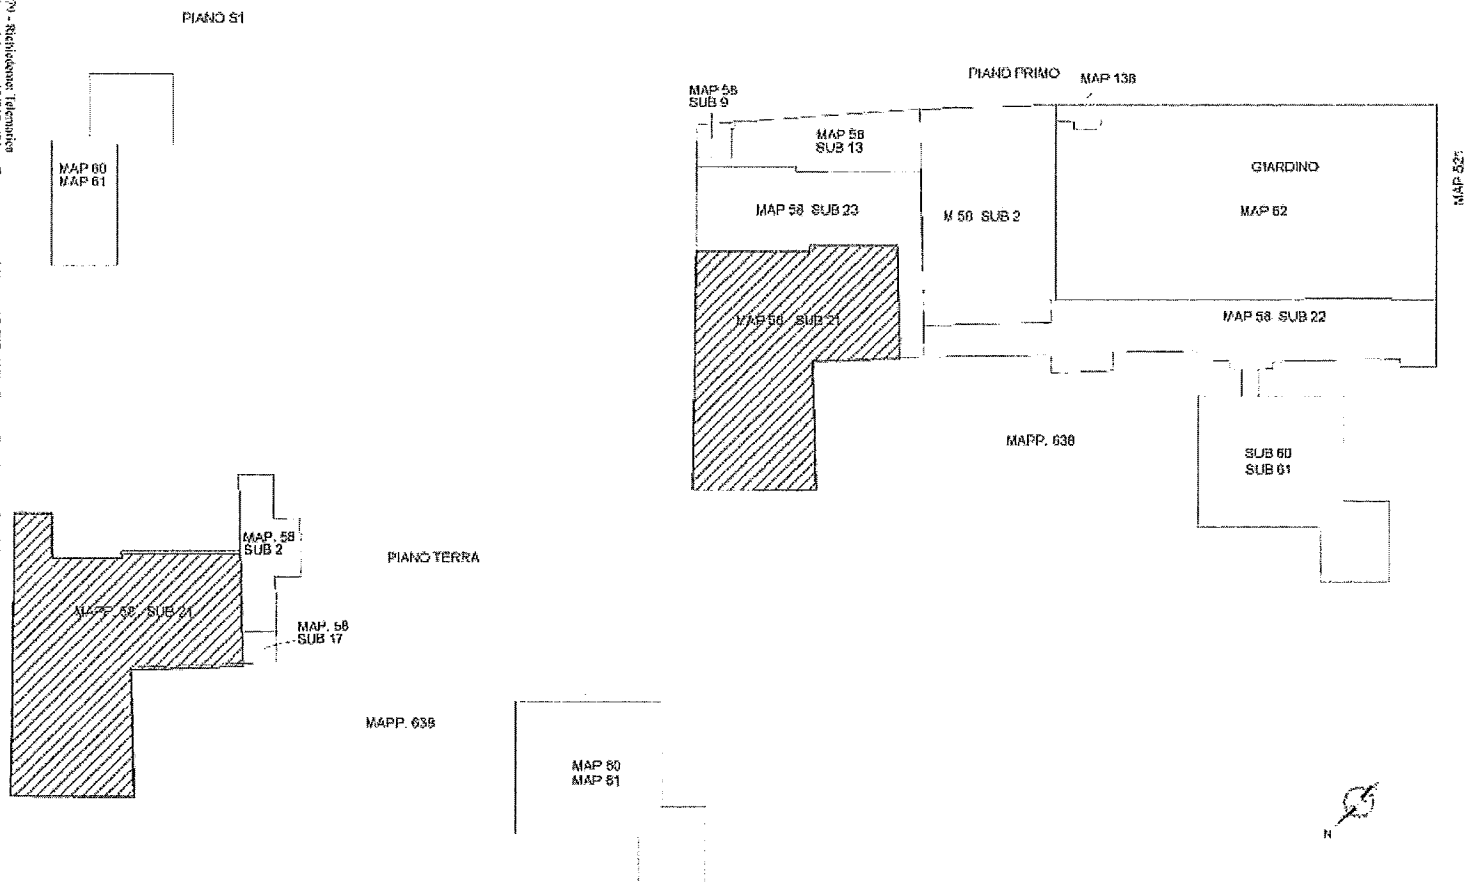 PIANO S1
MAP 60
MAP 61
PIANO PRIMO
MAP 138
MAP 58
SUB 9
MAP 58
SUB 13
MAP 58 SUB 23
M 58 SUB 2
GIARDINO
MAP 62
MAP 58 SUB 21
MAP 58 SUB 22
MAPP. 638
SUB 60
SUB 61
MAP. 58
SUB 2
PIANO TERRA
MAPP. 58 - SUB 21
MAP. 58
SUB 17
MAPP. 638
MAP 60
MAP 61
N